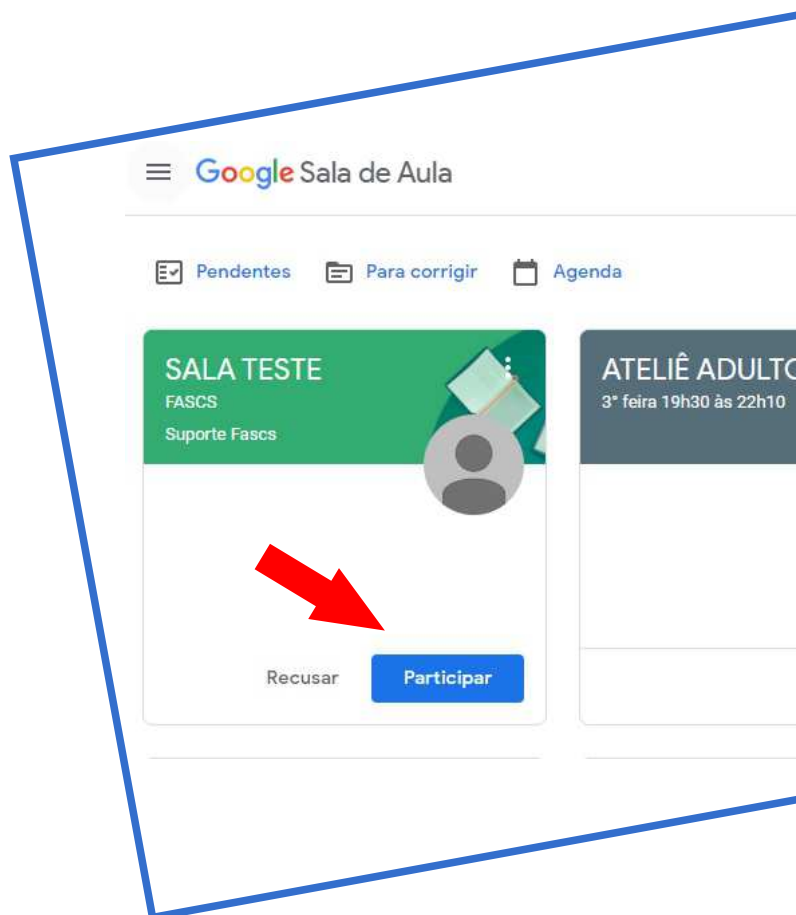 Google Sala de Aula
Pendentes Para corrigir Agenda
SALA TESTE
FASCS
Suporte Fascs
ATELIÊ ADULTO
3ª feira 19h30 às 22h10
Recusar Participar